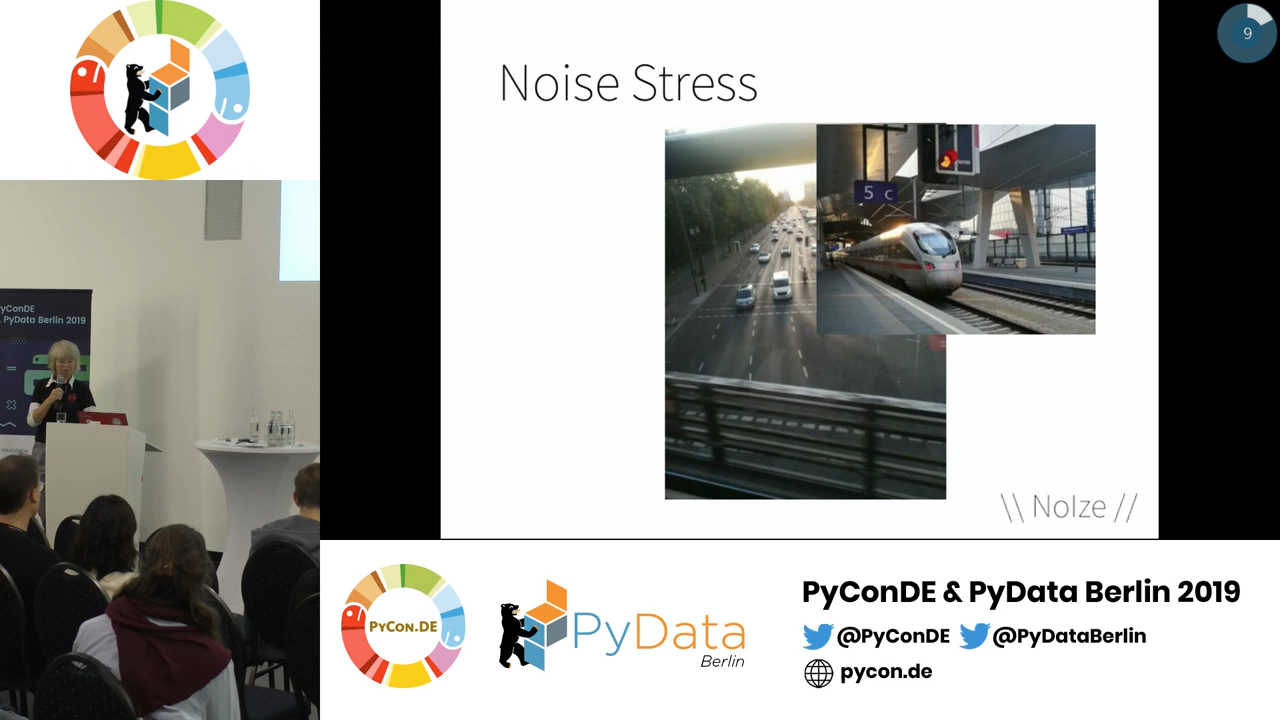 9
Noise Stress
5 c
\\ NoIze //
yConDE
PyData Berlin 2019
PYCON.DE
PyData
Berlin
PyConDE & PyData Berlin 2019
@PyConDE @PyDataBerlin
pycon.de